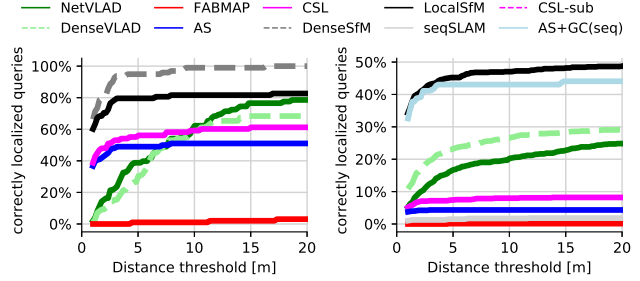 NetVLAD FABMAP CSL LocalSfM CSL-sub
DenseVLAD AS DenseSfM seqSLAM AS+GC(seq)
correctly localized queries
100%
80%
60%
40%
20%
0%
0 5 10 15 20
Distance threshold [m]
correctly localized queries
50%
40%
30%
20%
10%
0%
0 5 10 15 20
Distance threshold [m]